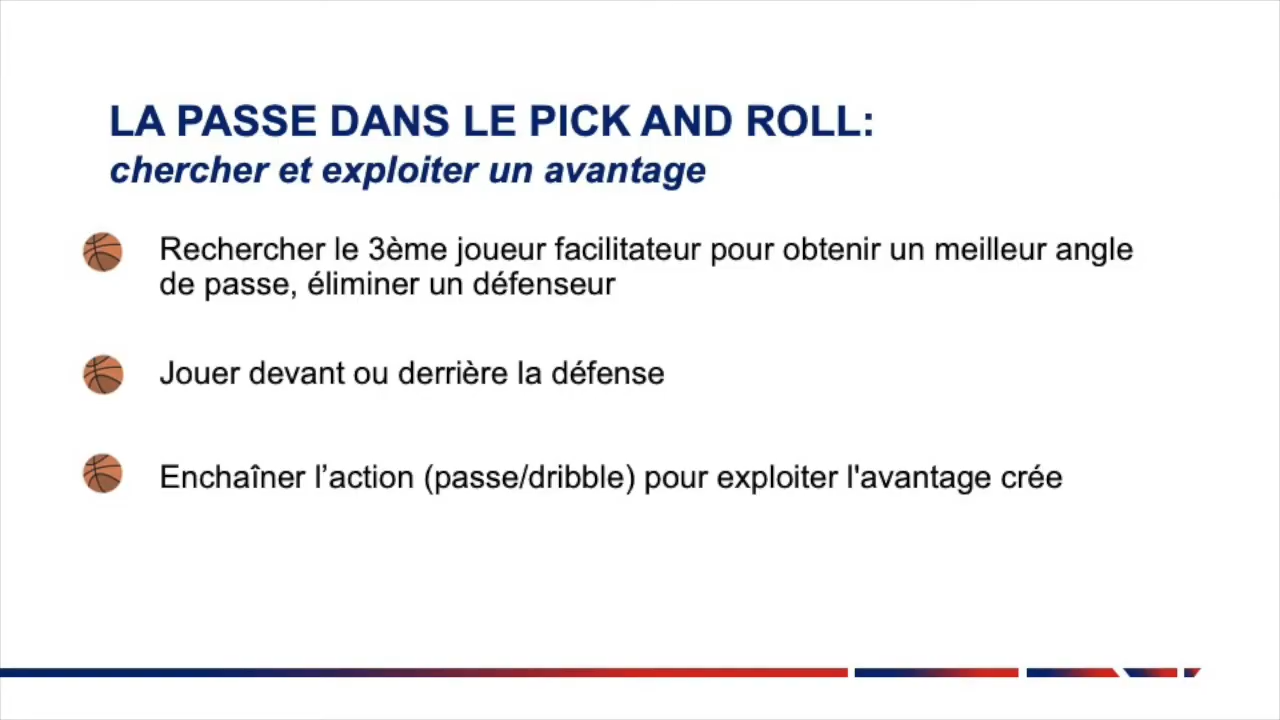 LA PASSE DANS LE PICK AND ROLL:
chercher et exploiter un avantage
Rechercher le 3ème joueur facilitateur pour obtenir un meilleur angle
de passe, éliminer un défenseur
Jouer devant ou derrière la défense
Enchaîner l’action (passe/dribble) pour exploiter l'avantage crée